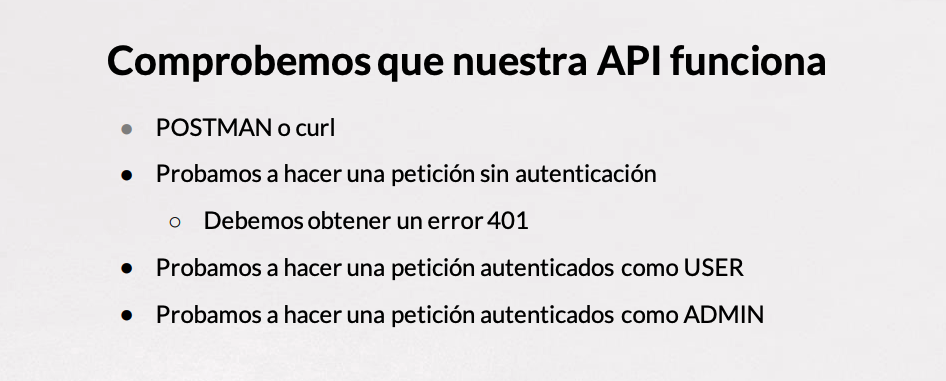 Comprobemos que nuestra API funciona
● POSTMAN o curl
● Probamos a hacer una petición sin autenticación
○ Debemos obtener un error 401
● Probamos a hacer una petición autenticados como USER
● Probamos a hacer una petición autenticados como ADMIN